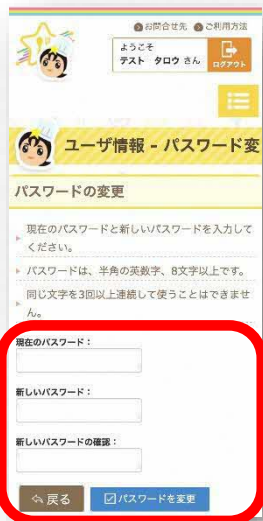 お問合せ先 ご利用方法
ようこそ
テスト タロウ さん
ログアウト
ユーザ情報 - パスワード変
パスワードの変更
現在のパスワードと新しいパスワードを入力して
ください。
パスワードは、半角の英数字、8文字以上です。
同じ文字を3回以上連続して使うことはできませ
ん。
現在のパスワード：
新しいパスワード：
新しいパスワードの確認：
戻る
パスワードを変更